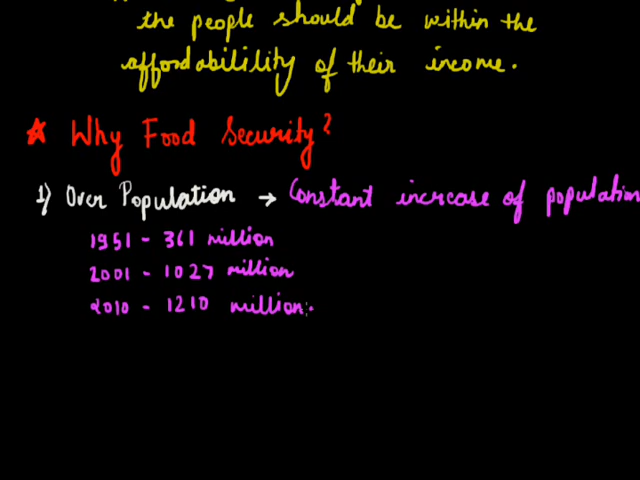 the people should be within the
affordabilility of their income.
* Why Food Security?
1) Over Population → Constant increase of population
1951 - 361 million
2001 - 1027 million
2010 - 1210 million.